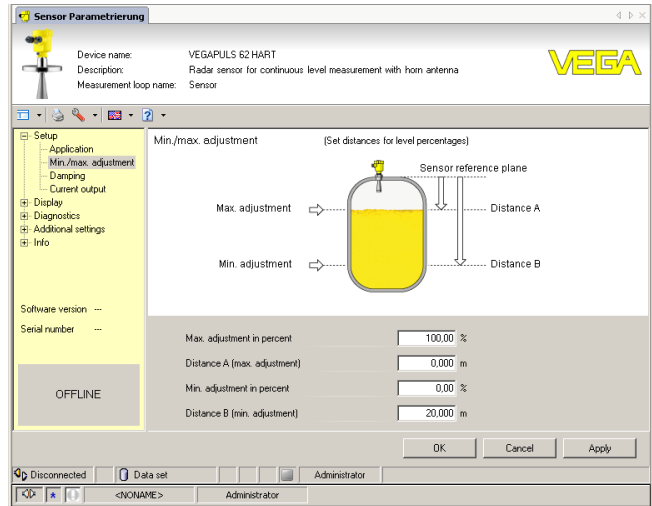 Sensor Parametrierung
Device name: VEGAPULS 62 HART
Description: Radar sensor for continuous level measurement with horn antenna
Measurement loop name: Sensor
VEGA
Setup
Application
Min./max. adjustment
Damping
Current output
Display
Diagnostics
Additional settings
Info
Software version ---
Serial number ---
OFFLINE
Min./max. adjustment (Set distances for level percentages)
Sensor reference plane
Max. adjustment Distance A
Min. adjustment Distance B
Max. adjustment in percent 100,00 %
Distance A (max. adjustment) 0,000 m
Min. adjustment in percent 0,00 %
Distance B (min. adjustment) 20,000 m
OK Cancel Apply
Disconnected Data set Administrator
<NONAME> Administrator